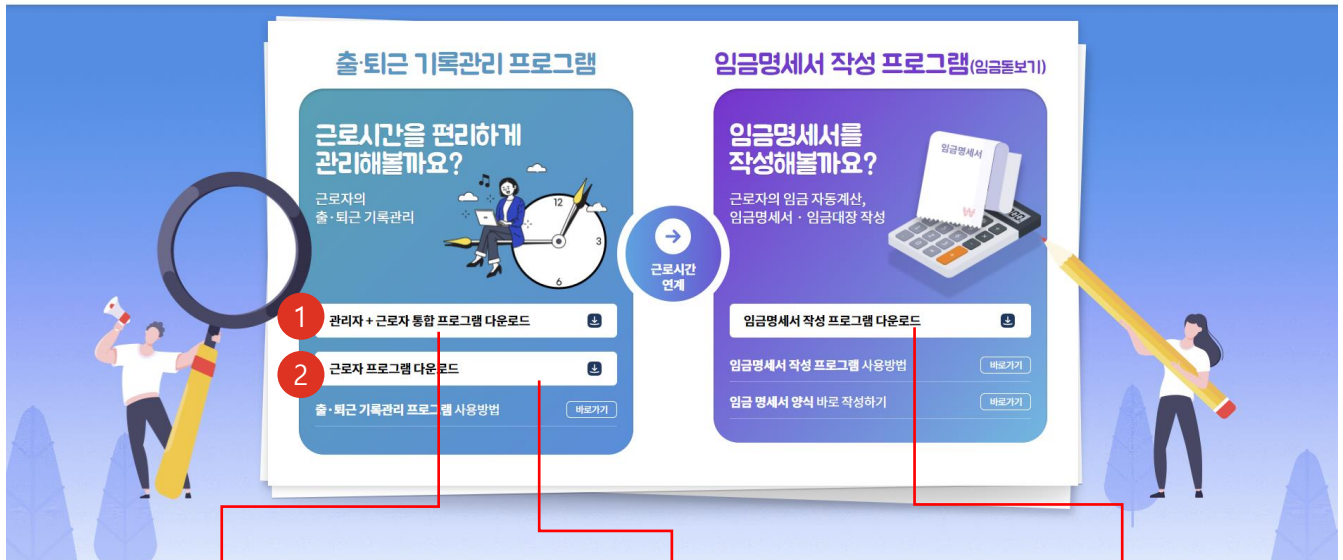 출·퇴근 기록관리 프로그램
근로시간을 편리하게
관리해볼까요?
근로자의
출·퇴근 기록관리
12
3
6
1
관리자 + 근로자 통합 프로그램 다운로드
2
근로자 프로그램 다운로드
출·퇴근 기록관리 프로그램 사용방법
바로가기
근로시간
연계
임금명세서 작성 프로그램(임금돋보기)
임금명세서를
작성해볼까요?
근로자의 임금 자동계산,
임금명세서 · 임금대장 작성
임금명세서
₩
임금명세서 작성 프로그램 다운로드
임금명세서 작성 프로그램 사용방법
바로가기
임금 명세서 양식 바로 작성하기
바로가기